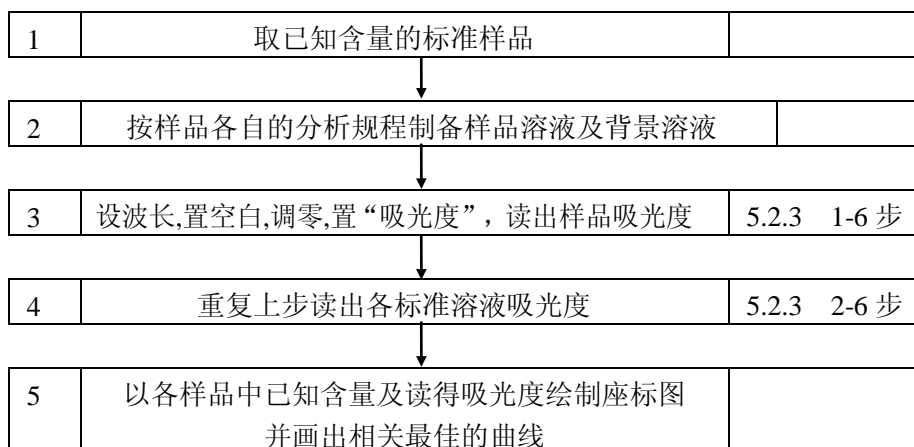 1 取已知含量的标准样品
2 按样品各自的分析规程制备样品溶液及背景溶液
3 设波长,置空白,调零,置“吸光度”，读出样品吸光度 5.2.3 1-6 步
4 重复上步读出各标准溶液吸光度 5.2.3 2-6 步
5 以各样品中已知含量及读得吸光度绘制座标图
并画出相关最佳的曲线